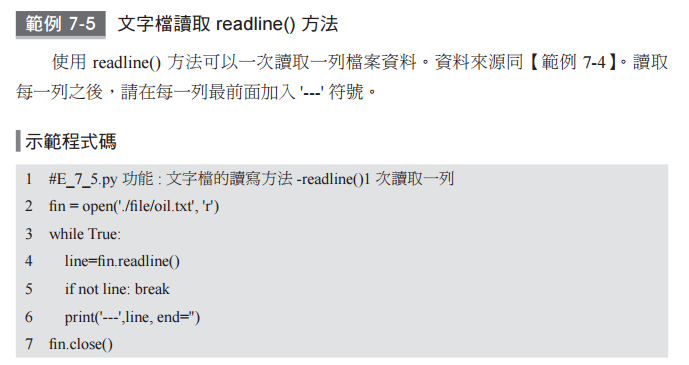 範例 7-5 文字檔讀取 readline() 方法
使用 readline() 方法可以一次讀取一列檔案資料。資料來源同【範例 7-4】。讀取
每一列之後，請在每一列最前面加入 '---' 符號。
示範程式碼
1 #E_7_5.py 功能 : 文字檔的讀寫方法 -readline()1 次讀取一列
2 fin = open('./file/oil.txt', 'r')
3 while True:
4 line=fin.readline()
5 if not line: break
6 print('---',line, end='')
7 fin.close()